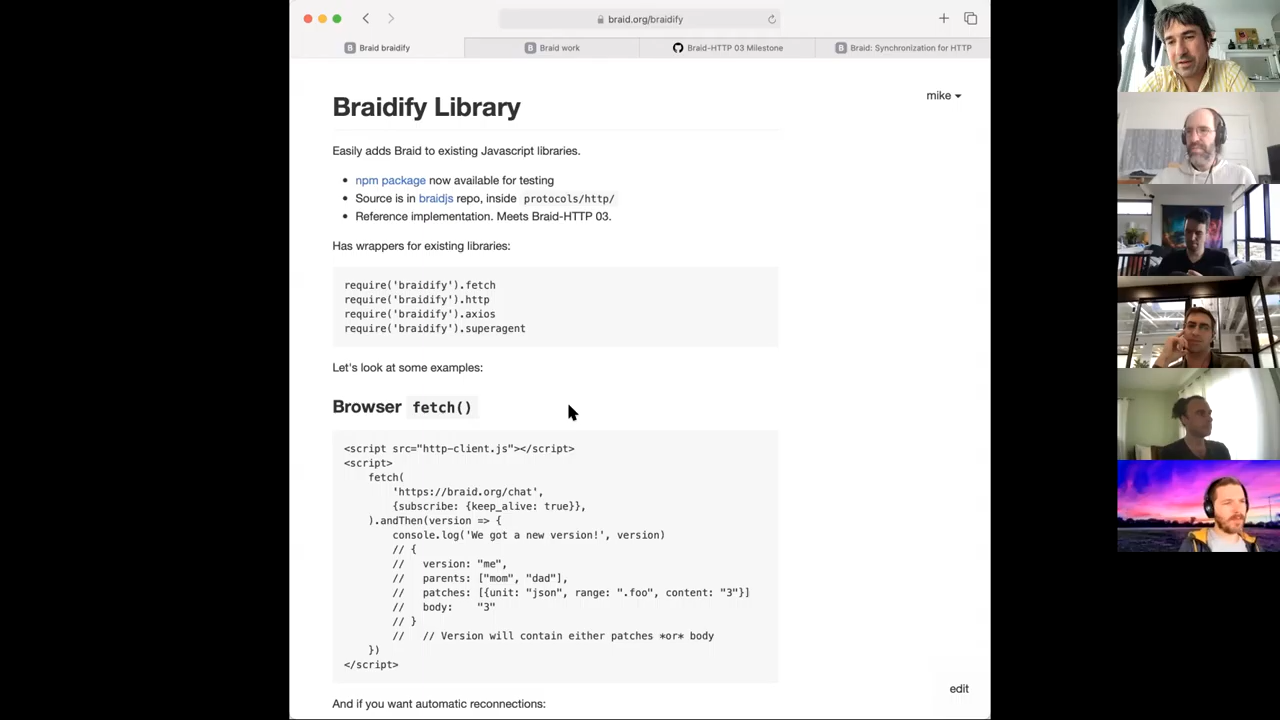 braid.org/braidify
Braid braidify
Braid work
Braid-HTTP 03 Milestone
Braid: Synchronization for HTTP
mike
Braidify Library
Easily adds Braid to existing Javascript libraries.
• npm package now available for testing
• Source is in braidjs repo, inside protocols/http/
• Reference implementation. Meets Braid-HTTP 03.
Has wrappers for existing libraries:
require('braidify').fetch
require('braidify').http
require('braidify').axios
require('braidify').superagent
Let's look at some examples:
Browser fetch()
<script src="http-client.js"></script>
<script>
    fetch(
        'https://braid.org/chat',
        {subscribe: {keep_alive: true}},
    ).andThen(version => {
        console.log('We got a new version!', version)
        // {
        //   version: "me",
        //   parents: ["mom", "dad"],
        //   patches: [{unit: "json", range: ".foo", content: "3"}]
        //   body:    "3"
        // }
        //   // Version will contain either patches *or* body
    })
</script>
edit
And if you want automatic reconnections: